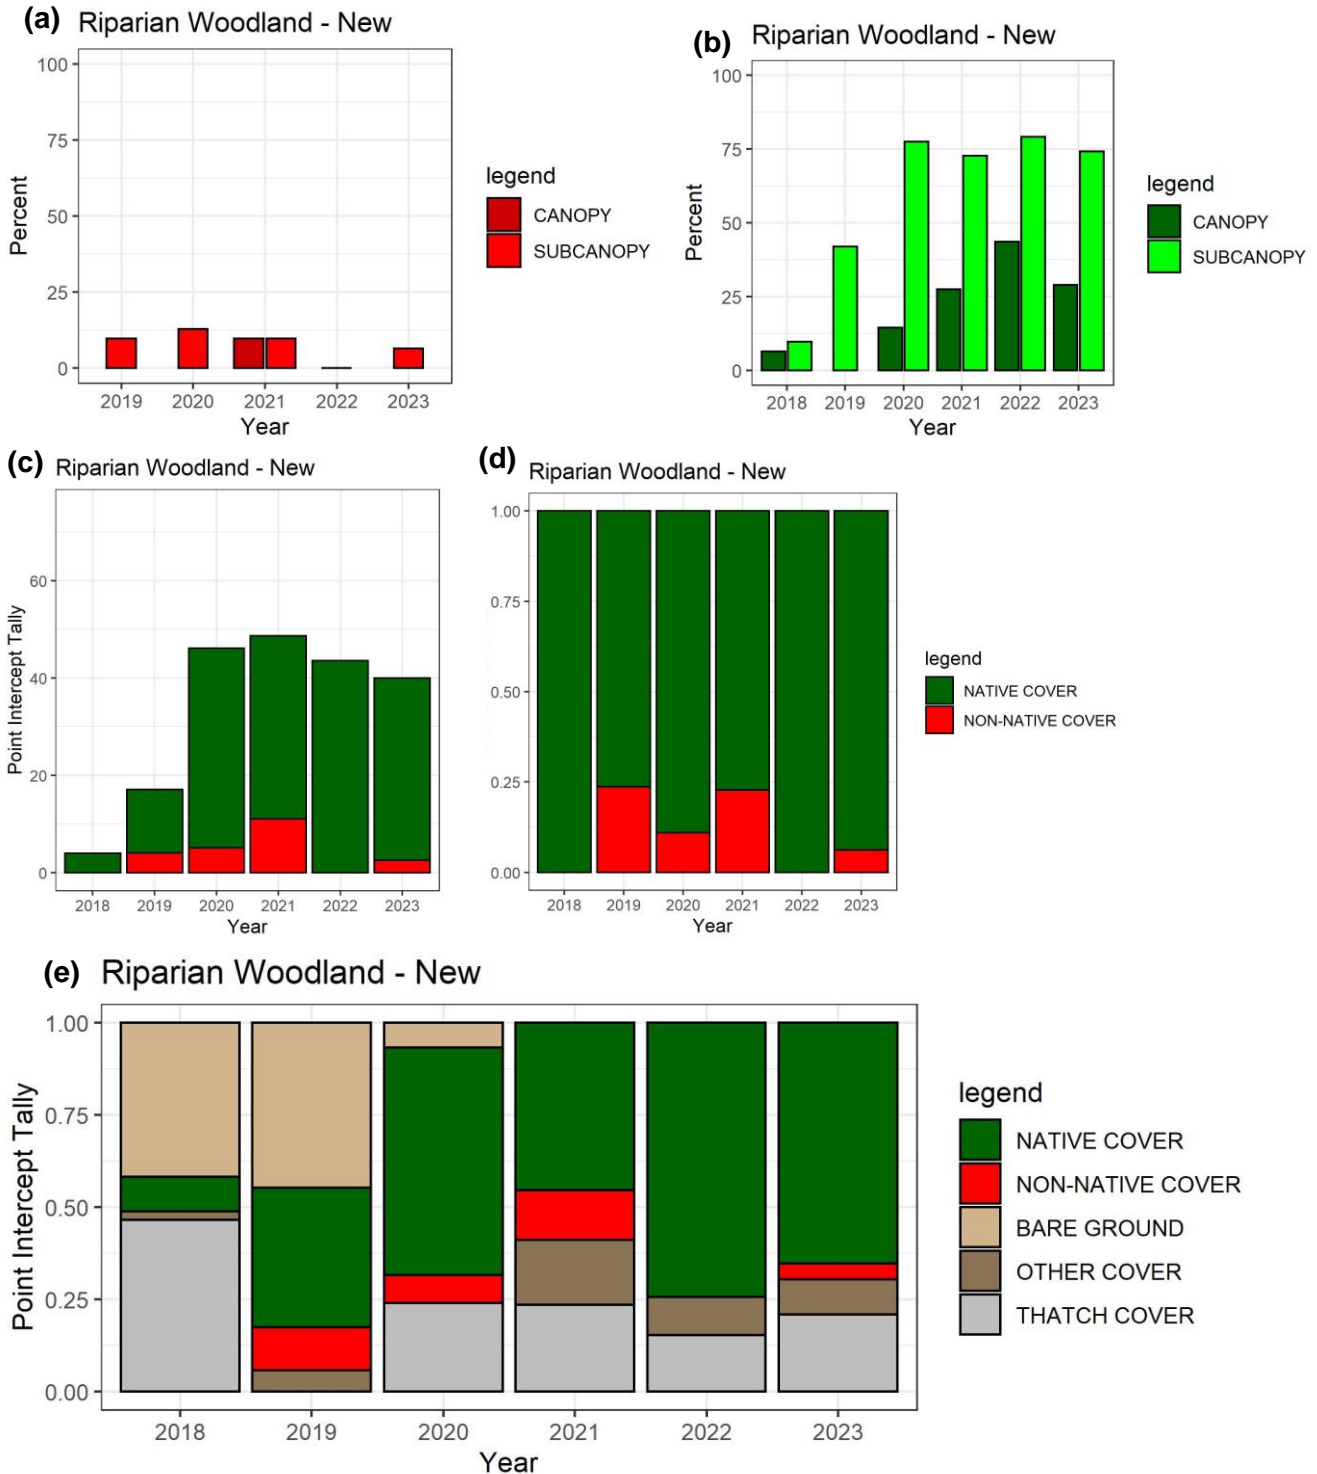 (a) Riparian Woodland - New
100
75
50
25
0
Percent
2019 2020 2021 2022 2023
Year
legend
CANOPY
SUBCANOPY
(b) Riparian Woodland - New
100
75
50
25
0
Percent
2018 2019 2020 2021 2022 2023
Year
legend
CANOPY
SUBCANOPY
(c) Riparian Woodland - New
60
40
20
0
Point Intercept Tally
2018 2019 2020 2021 2022 2023
Year
(d) Riparian Woodland - New
1.00
0.75
0.50
0.25
0.00
2018 2019 2020 2021 2022 2023
Year
legend
NATIVE COVER
NON-NATIVE COVER
(e) Riparian Woodland - New
1.00
0.75
0.50
0.25
0.00
Point Intercept Tally
2018 2019 2020 2021 2022 2023
Year
legend
NATIVE COVER
NON-NATIVE COVER
BARE GROUND
OTHER COVER
THATCH COVER